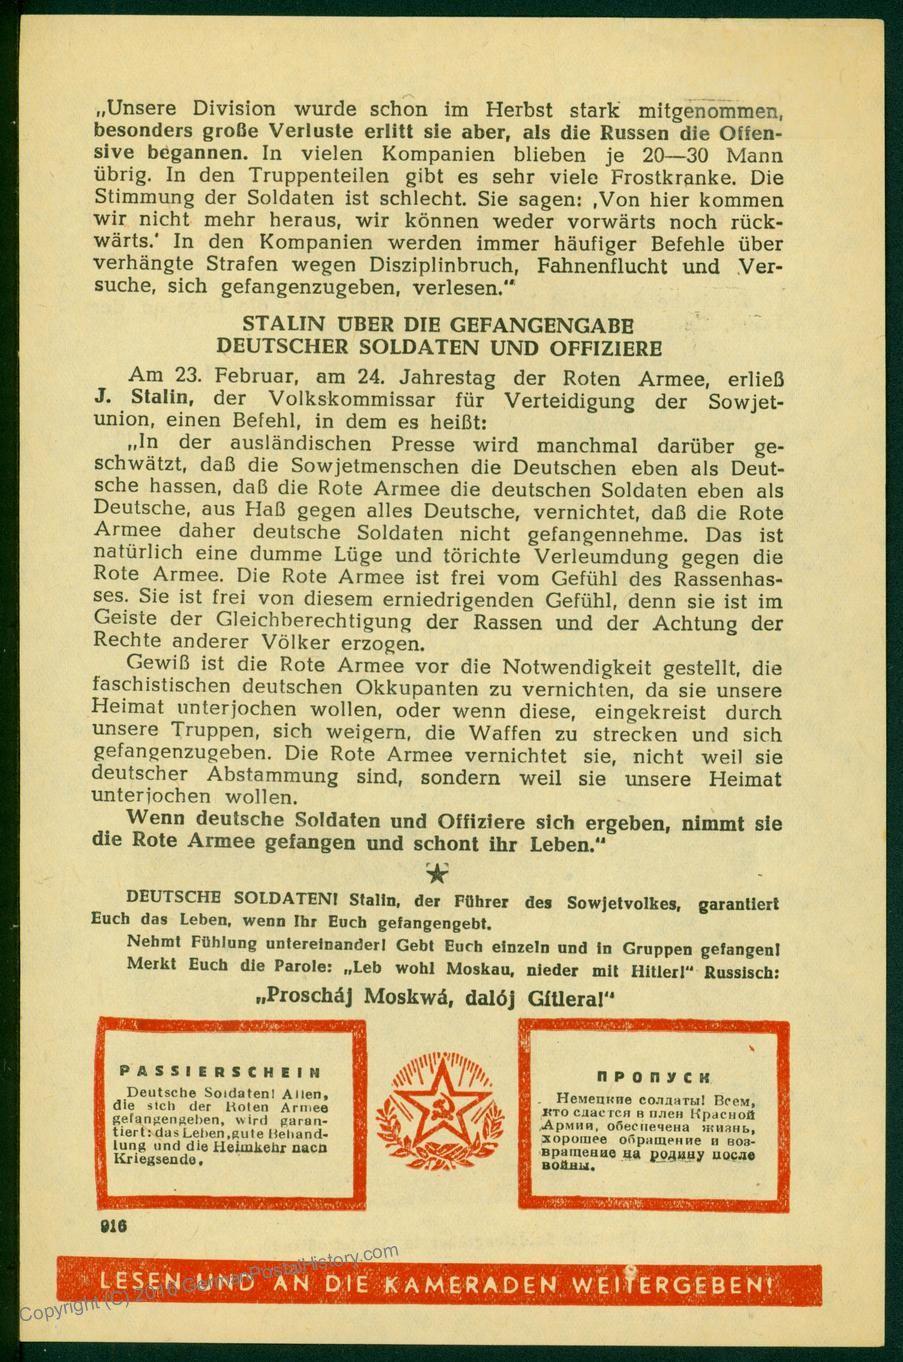 „Unsere Division wurde schon im Herbst stark mitgenommen,
besonders große Verluste erlitt sie aber, als die Russen die Offen-
sive begannen. In vielen Kompanien blieben je 20—30 Mann
übrig. In den Truppenteilen gibt es sehr viele Frostkranke. Die
Stimmung der Soldaten ist schlecht. Sie sagen: ‚Von hier kommen
wir nicht mehr heraus, wir können weder vorwärts noch rück-
wärts.‘ In den Kompanien werden immer häufiger Befehle über
verhängte Strafen wegen Disziplinbruch, Fahnenflucht und Ver-
suche, sich gefangenzugeben, verlesen.“
STALIN ÜBER DIE GEFANGENGABE
DEUTSCHER SOLDATEN UND OFFIZIERE
Am 23. Februar, am 24. Jahrestag der Roten Armee, erließ
J. Stalin, der Volkskommissar für Verteidigung der Sowjet-
union, einen Befehl, in dem es heißt:
„In der ausländischen Presse wird manchmal darüber ge-
schwätzt, daß die Sowjetmenschen die Deutschen eben als Deut-
sche hassen, daß die Rote Armee die deutschen Soldaten eben als
Deutsche, aus Haß gegen alles Deutsche, vernichtet, daß die Rote
Armee daher deutsche Soldaten nicht gefangennehme. Das ist
natürlich eine dumme Lüge und törichte Verleumdung gegen die
Rote Armee. Die Rote Armee ist frei vom Gefühl des Rassenhas-
ses. Sie ist frei von diesem erniedrigenden Gefühl, denn sie ist im
Geiste der Gleichberechtigung der Rassen und der Achtung der
Rechte anderer Völker erzogen.
Gewiß ist die Rote Armee vor die Notwendigkeit gestellt, die
faschistischen deutschen Okkupanten zu vernichten, da sie unsere
Heimat unterjochen wollen, oder wenn diese, eingekreist durch
unsere Truppen, sich weigern, die Waffen zu strecken und sich
gefangenzugeben. Die Rote Armee vernichtet sie, nicht weil sie
deutscher Abstammung sind, sondern weil sie unsere Heimat
unterjochen wollen.
Wenn deutsche Soldaten und Offiziere sich ergeben, nimmt sie
die Rote Armee gefangen und schont ihr Leben.“
DEUTSCHE SOLDATEN! Stalin, der Führer des Sowjetvolkes, garantiert
Euch das Leben, wenn Ihr Euch gefangengebt.
Nehmt Fühlung untereinander! Gebt Euch einzeln und in Gruppen gefangen!
Merkt Euch die Parole: „Leb wohl Moskau, nieder mit Hitler!“ Russisch:
„Proscháj Moskwá, dalój Gítlera!“
PASSIERSCHEIN
Deutsche Soldaten! Allen,
die sich der Roten Armee
gefangengeben, wird garan-
tiert: das Leben, gute Behand-
lung und die Heimkehr nach
Kriegsende.
ПРОПУСК
Немецкие солдаты! Всем,
кто сдастся в плен Красной
Армии, обеспечена жизнь,
хорошее обращение и воз-
вращение на родину после
войны.
916
LESEN UND AN DIE KAMERADEN WEITERGEBEN!
Copyright (C) 2016 GermanPostalHistory.com